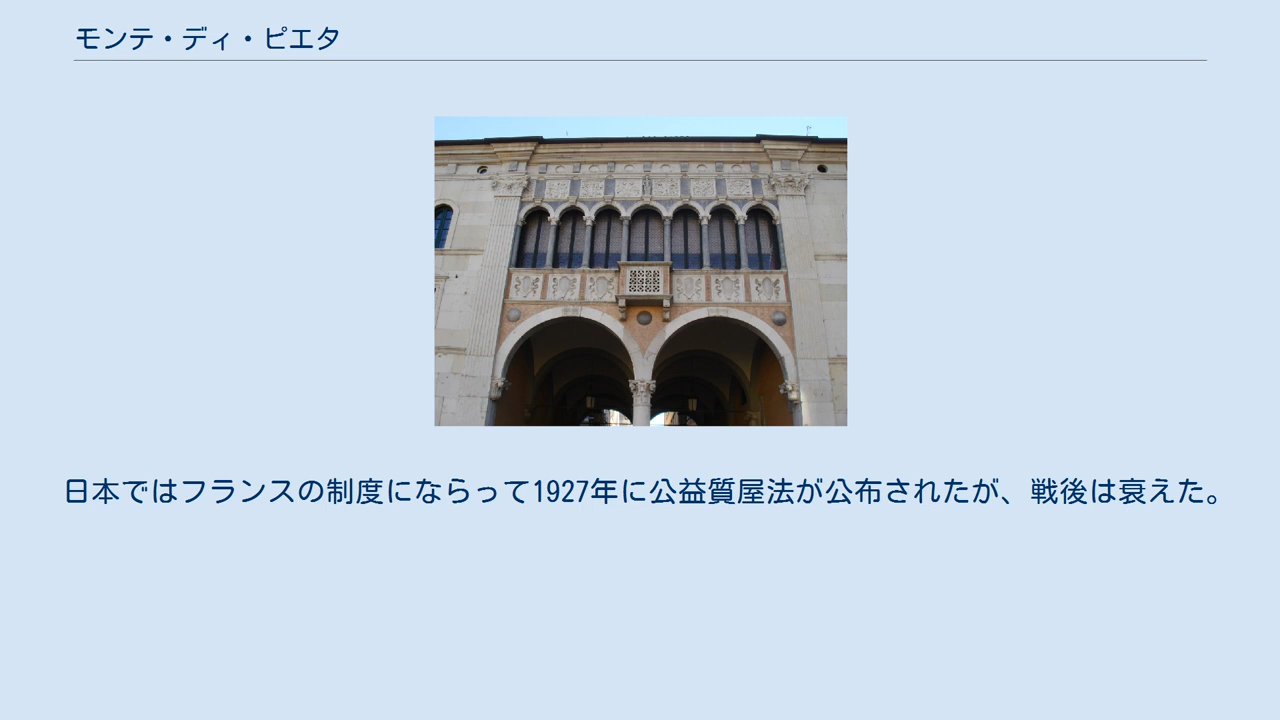 モンテ・ディ・ピエタ
日本ではフランスの制度にならって1927年に公益質屋法が公布されたが、戦後は衰えた。